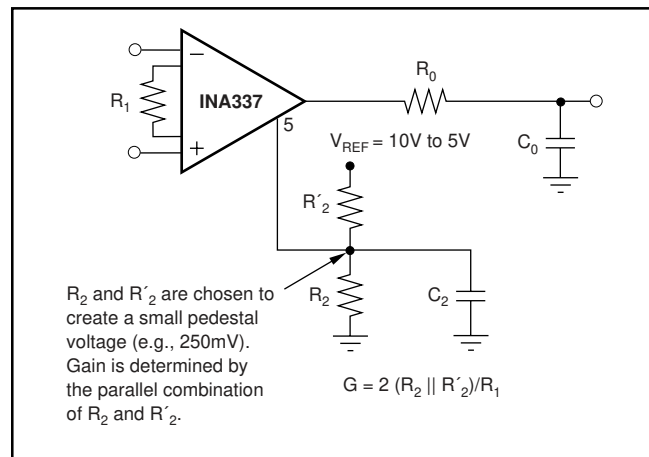 −
R1
INA337
+
5
R0
VREF = 10V to 5V
C0
R´2
R2 and R´2 are chosen to
create a small pedestal
voltage (e.g., 250mV).
Gain is determined by
the parallel combination
of R2 and R´2.
R2
C2
G = 2 (R2 || R´2)/R1